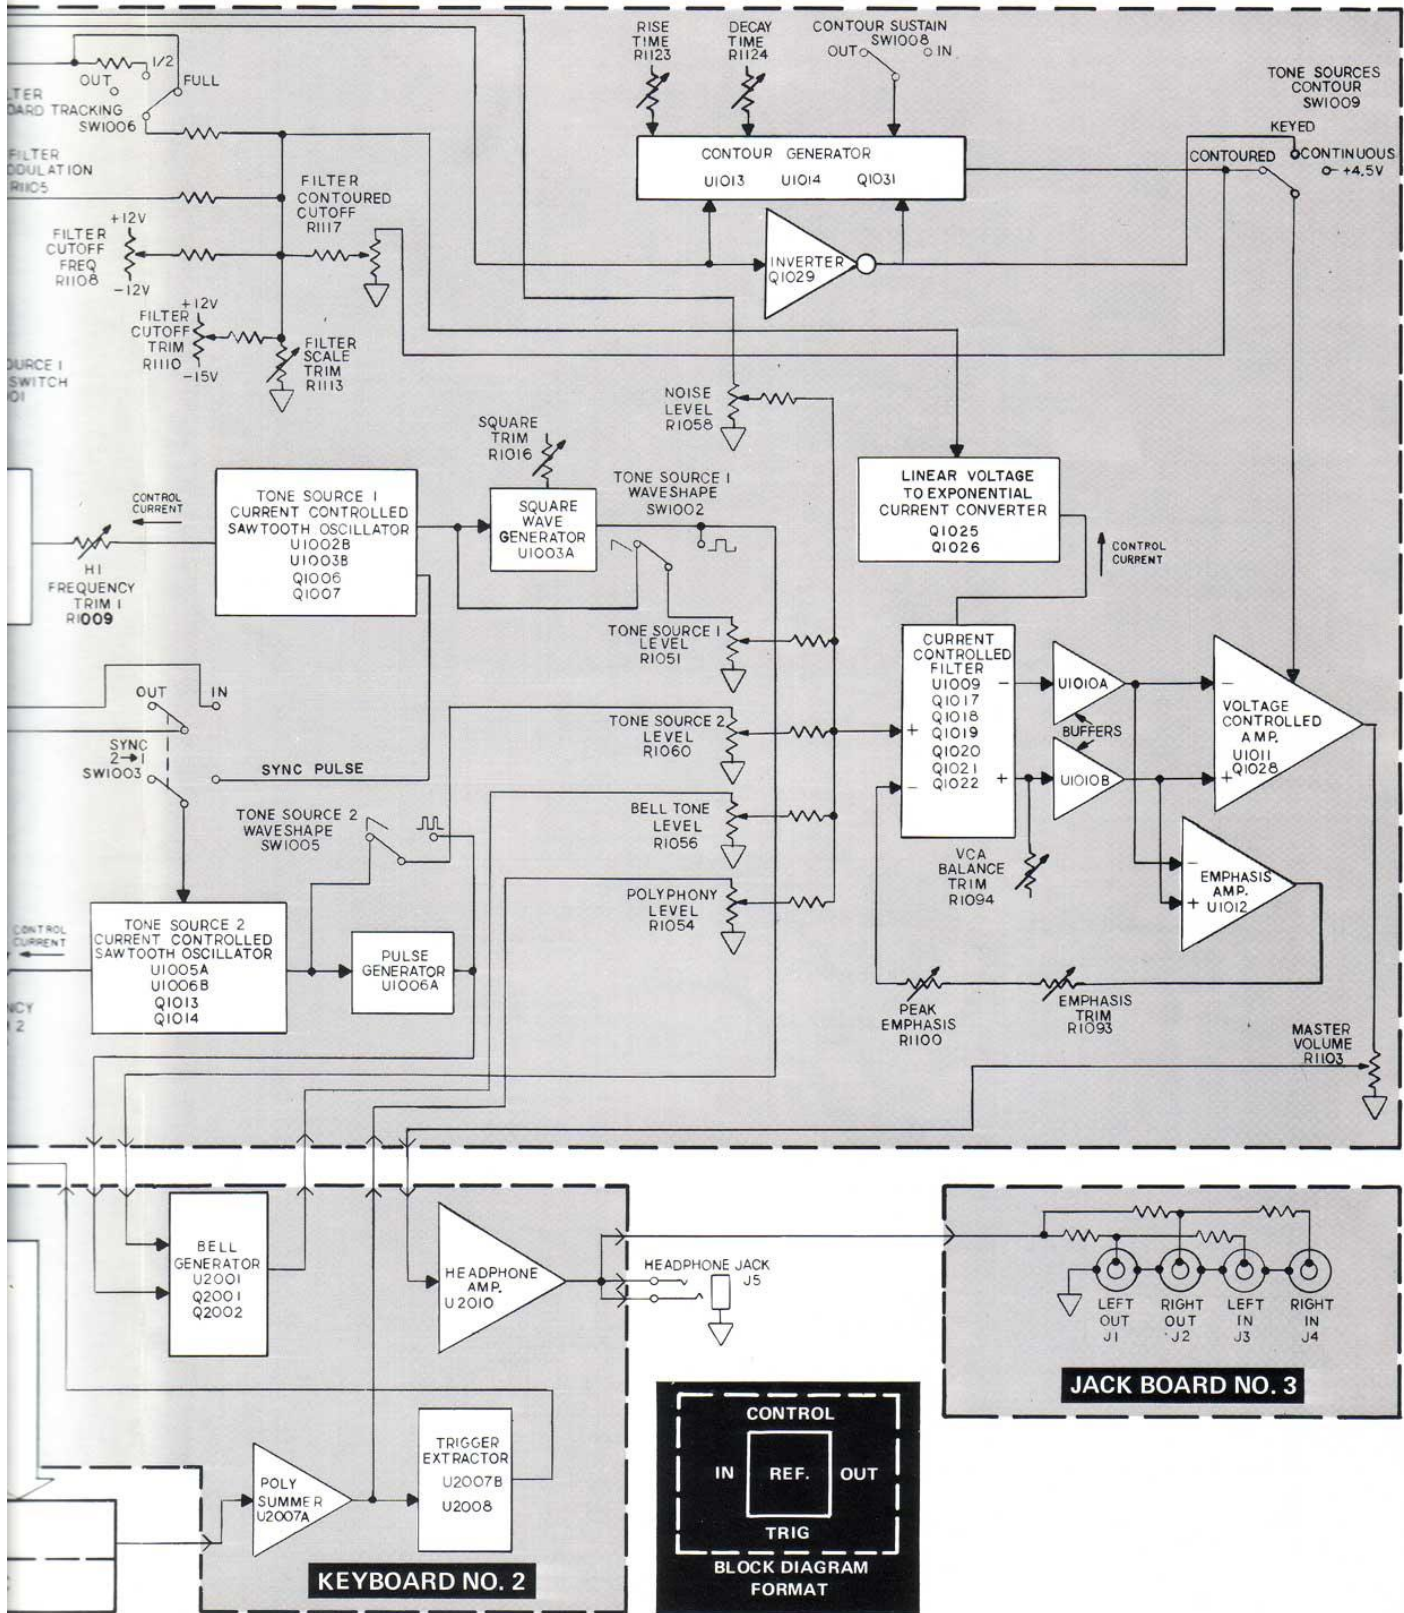 RISE
TIME
R1123
DECAY
TIME
R1124
CONTOUR SUSTAIN
SW1008
OUT
IN
TONE SOURCES
CONTOUR
SW1009
KEYED
CONTOURED
CONTINUOUS
+4.5V
1/2
OUT
FULL
TRACKING
SW1006
CONTOUR GENERATOR
U1013 U1014 Q1031
FILTER
CONTOURED
CUTOFF
R1117
+12V
FILTER
CUTOFF
FREQ
R1108
-12V
INVERTER
Q1029
+12V
FILTER
CUTOFF
TRIM
R1110
-15V
FILTER
SCALE
TRIM
R1113
NOISE
LEVEL
R1058
SQUARE
TRIM
R1016
TONE SOURCE 1
WAVESHAPE
SW1002
LINEAR VOLTAGE
TO EXPONENTIAL
CURRENT CONVERTER
Q1025
Q1026
CONTROL
CURRENT
CONTROL
CURRENT
TONE SOURCE 1
CURRENT CONTROLLED
SAWTOOTH OSCILLATOR
U1002B
U1003B
Q1006
Q1007
SQUARE
WAVE
GENERATOR
U1003A
HI
FREQUENCY
TRIM 1
R1009
TONE SOURCE 1
LEVEL
R1051
CURRENT
CONTROLLED
FILTER
U1009
Q1017
Q1018
Q1019
Q1020
Q1021
Q1022
−
+
+
−
U1010A
BUFFERS
U1010B
−
VOLTAGE
CONTROLLED
AMP.
U1011
Q1028
+
OUT
IN
SYNC
2→1
SW1003
SYNC PULSE
TONE SOURCE 2
LEVEL
R1060
TONE SOURCE 2
WAVESHAPE
SW1005
BELL TONE
LEVEL
R1056
VCA
BALANCE
TRIM
R1094
−
EMPHASIS
AMP.
U1012
+
POLYPHONY
LEVEL
R1054
CONTROL
CURRENT
TONE SOURCE 2
CURRENT CONTROLLED
SAWTOOTH OSCILLATOR
U1005A
U1006B
Q1013
Q1014
PULSE
GENERATOR
U1006A
PEAK
EMPHASIS
R1100
EMPHASIS
TRIM
R1093
MASTER
VOLUME
R1103
BELL
GENERATOR
U2001
Q2001
Q2002
HEADPHONE
AMP.
U2010
HEADPHONE JACK
J5
LEFT
OUT
J1
RIGHT
OUT
J2
LEFT
IN
J3
RIGHT
IN
J4
JACK BOARD NO. 3
POLY
SUMMER
U2007A
TRIGGER
EXTRACTOR
U2007B
U2008
KEYBOARD NO. 2
CONTROL
IN
REF.
OUT
TRIG
BLOCK DIAGRAM
FORMAT